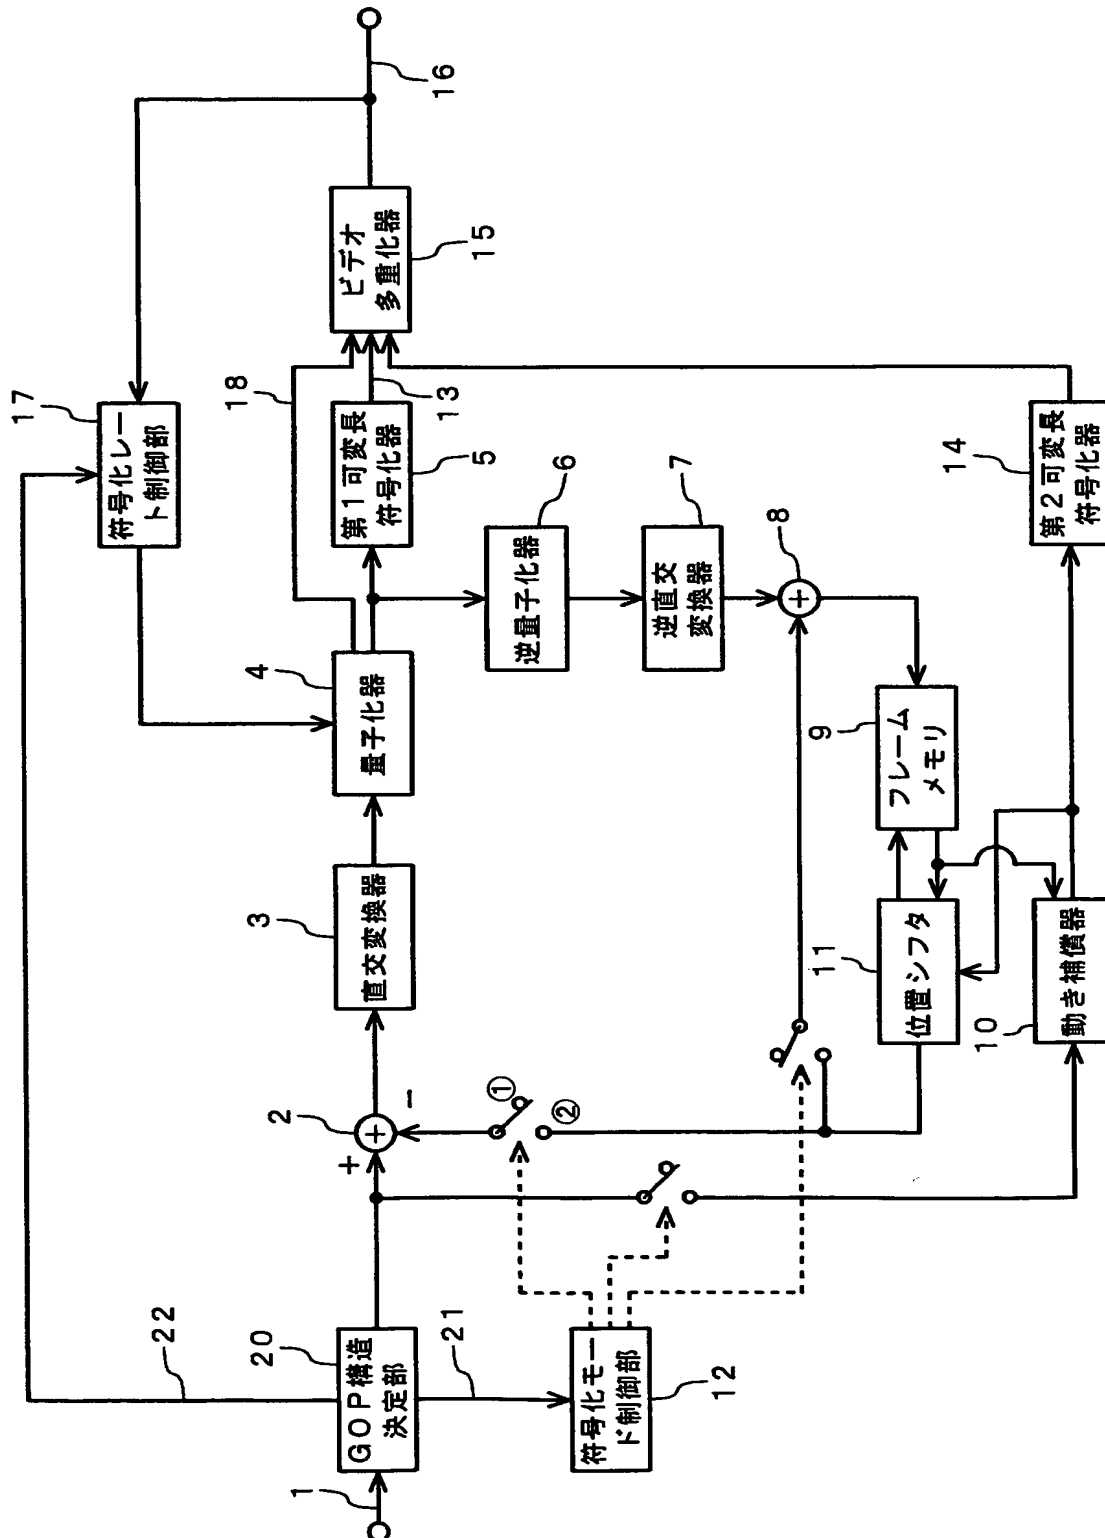 1
GOP構造
決定部
20
22
21
符号化モー
ド制御部
12
+
2
+
−
①
②
直交変換器
3
量子化器
4
符号化レー
ト制御部
17
18
第1可変長
符号化器
5
13
ビデオ
多重化器
15
16
逆量子化器
6
逆直交
変換器
7
+
8
フレーム
メモリ
9
位置シフタ
11
動き補償器
10
第2可変長
符号化器
14